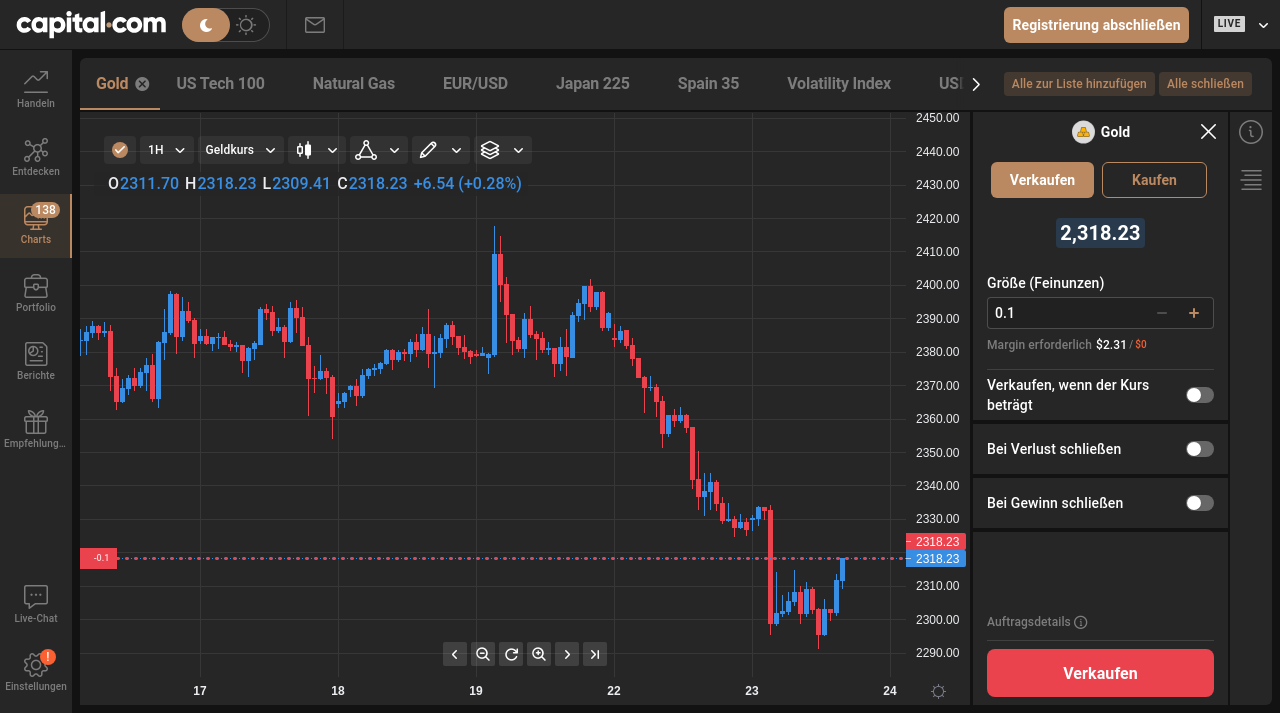 capital.com
Registrierung abschließen
LIVE
Handeln
Entdecken
138
Charts
Portfolio
Berichte
Empfehlung...
Live-Chat
!
Einstellungen
Gold
US Tech 100
Natural Gas
EUR/USD
Japan 225
Spain 35
Volatility Index
Alle zur Liste hinzufügen
Alle schließen
1H
Geldkurs
O2311.70 H2318.23 L2309.41 C2318.23 +6.54 (+0.28%)
2450.00
2440.00
2430.00
2420.00
2410.00
2400.00
2390.00
2380.00
2370.00
2360.00
2350.00
2340.00
2330.00
2318.23
2318.23
2310.00
2300.00
2290.00
-0.1
17
18
19
22
23
24
Gold
Verkaufen
Kaufen
2,318.23
Größe (Feinunzen)
0.1
Margin erforderlich $2.31 / $0
Verkaufen, wenn der Kurs
beträgt
Bei Verlust schließen
Bei Gewinn schließen
Auftragsdetails
Verkaufen